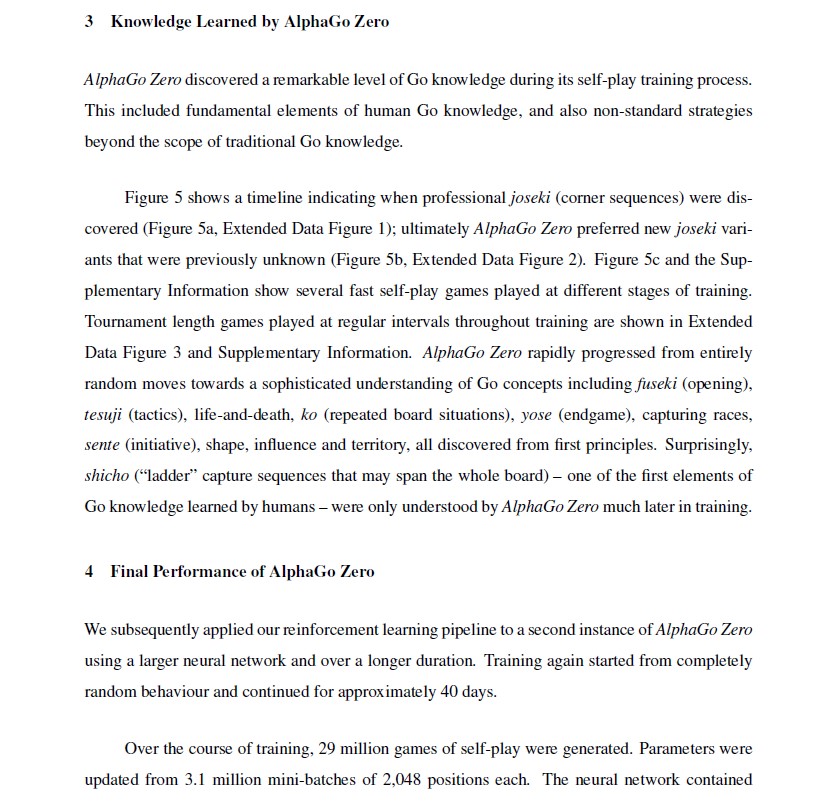 3 Knowledge Learned by AlphaGo Zero
AlphaGo Zero discovered a remarkable level of Go knowledge during its self-play training process.
This included fundamental elements of human Go knowledge, and also non-standard strategies
beyond the scope of traditional Go knowledge.
Figure 5 shows a timeline indicating when professional joseki (corner sequences) were dis-
covered (Figure 5a, Extended Data Figure 1); ultimately AlphaGo Zero preferred new joseki vari-
ants that were previously unknown (Figure 5b, Extended Data Figure 2). Figure 5c and the Sup-
plementary Information show several fast self-play games played at different stages of training.
Tournament length games played at regular intervals throughout training are shown in Extended
Data Figure 3 and Supplementary Information. AlphaGo Zero rapidly progressed from entirely
random moves towards a sophisticated understanding of Go concepts including fuseki (opening),
tesuji (tactics), life-and-death, ko (repeated board situations), yose (endgame), capturing races,
sente (initiative), shape, influence and territory, all discovered from first principles. Surprisingly,
shicho (“ladder” capture sequences that may span the whole board) – one of the first elements of
Go knowledge learned by humans – were only understood by AlphaGo Zero much later in training.
4 Final Performance of AlphaGo Zero
We subsequently applied our reinforcement learning pipeline to a second instance of AlphaGo Zero
using a larger neural network and over a longer duration. Training again started from completely
random behaviour and continued for approximately 40 days.
Over the course of training, 29 million games of self-play were generated. Parameters were
updated from 3.1 million mini-batches of 2,048 positions each. The neural network contained